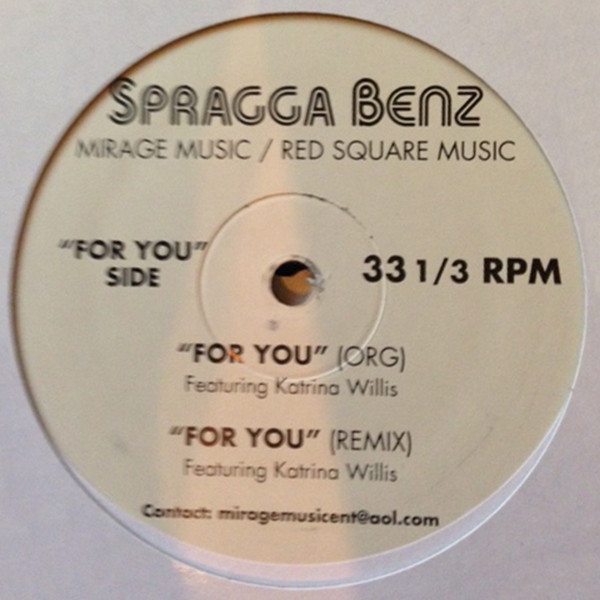 SPRAGGA BENZ
MIRAGE MUSIC / RED SQUARE MUSIC
"FOR YOU"
SIDE
33 1/3 RPM
"FOR YOU" (ORG)
Featuring Katrina Willis
"FOR YOU" (REMIX)
Featuring Katrina Willis
Contact: miragemusicent@aol.com